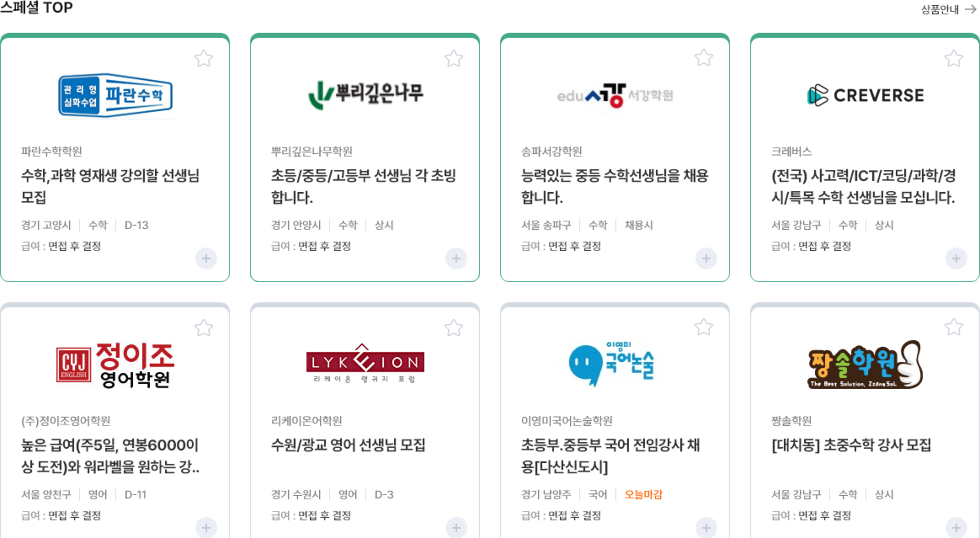 스페셜 TOP
상품안내
관리형
심화수업
파란수학
파란수학학원
수학,과학 영재생 강의할 선생님
모집
경기 고양시 수학 D-13
급여 : 면접 후 결정
뿌리깊은나무
뿌리깊은나무학원
초등/중등/고등부 선생님 각 초빙
합니다.
경기 안양시 수학 상시
급여 : 면접 후 결정
edu 서강 서강학원
송파서강학원
능력있는 중등 수학선생님을 채용
합니다.
서울 송파구 수학 채용시
급여 : 면접 후 결정
CREVERSE
크레버스
(전국) 사고력/ICT/코딩/과학/경
시/특목 수학 선생님을 모십니다.
서울 강남구 수학 상시
급여 : 면접 후 결정
CYJ
ENGLISH
정이조
영어학원
(주)정이조영어학원
높은 급여(주5일, 연봉6000이
상 도전)와 워라벨을 원하는 강..
서울 양천구 영어 D-11
급여 : 면접 후 결정
LYKEION
리케이온 랭귀지 포럼
리케이온어학원
수원/광교 영어 선생님 모집
경기 수원시 영어 D-3
급여 : 면접 후 결정
이영미
국어논술
이영미국어논술학원
초등부.중등부 국어 전임강사 채
용[다산신도시]
경기 남양주 국어 오늘마감
급여 : 면접 후 결정
짱솔학원
The Best Solution, ZzangSol.
짱솔학원
[대치동] 초중수학 강사 모집
서울 강남구 수학 상시
급여 : 면접 후 결정